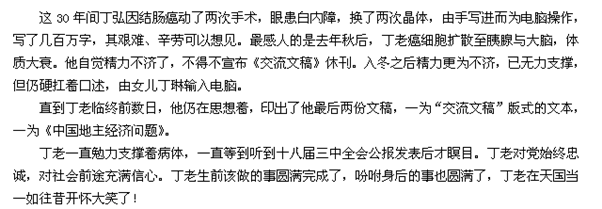 这 30 年间丁弘因结肠癌动了两次手术，眼患白内障，换了两次晶体，由手写进而为电脑操作，
写了几百万字，其艰难、辛劳可以想见。最感人的是去年秋后，丁老癌细胞扩散至胰腺与大脑，体
质大衰。他自觉精力不济了，不得不宣布《交流文稿》休刊。入冬之后精力更为不济，已无力支撑，
但仍硬扛着口述，由女儿丁琳输入电脑。
直到丁老临终前数日，他仍在思想着，印出了他最后两份文稿，一为“交流文稿”版式的文本，
一为《中国地主经济问题》。
丁老一直勉力支撑着病体，一直等到听到十八届三中全会公报发表后才瞑目。丁老对党始终忠
诚，对社会前途充满信心。丁老生前该做的事圆满完成了，吩咐身后的事也圆满了，丁老在天国当
一如往昔开怀大笑了！